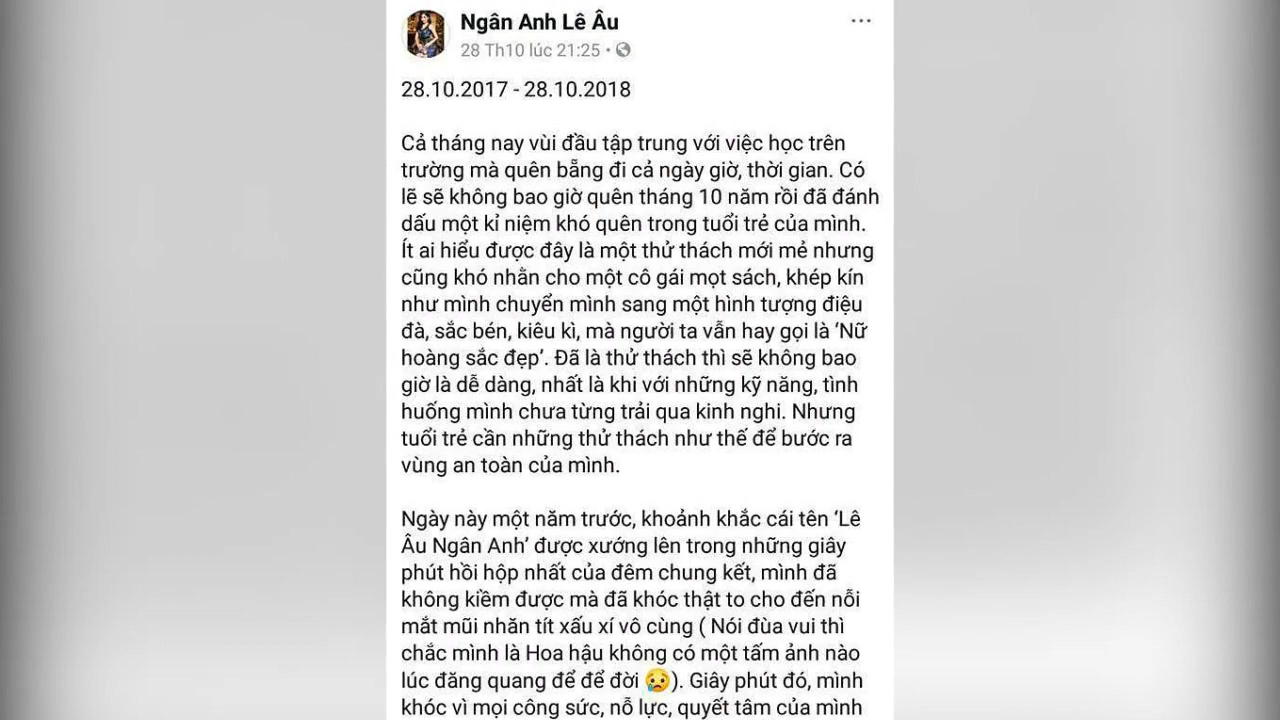 Ngân Anh Lê Âu
28 Th10 lúc 21:25
28.10.2017 - 28.10.2018
Cả tháng nay vùi đầu tập trung với việc học trên
trường mà quên bẵng đi cả ngày giờ, thời gian. Có
lẽ sẽ không bao giờ quên tháng 10 năm rồi đã đánh
dấu một kỉ niệm khó quên trong tuổi trẻ của mình.
Ít ai hiểu được đây là một thử thách mới mẻ nhưng
cũng khó nhằn cho một cô gái mọt sách, khép kín
như mình chuyển mình sang một hình tượng điệu
đà, sắc bén, kiêu kì, mà người ta vẫn hay gọi là ‘Nữ
hoàng sắc đẹp’. Đã là thử thách thì sẽ không bao
giờ là dễ dàng, nhất là khi với những kỹ năng, tình
huống mình chưa từng trải qua kinh nghi. Nhưng
tuổi trẻ cần những thử thách như thế để bước ra
vùng an toàn của mình.
Ngày này một năm trước, khoảnh khắc cái tên ‘Lê
Âu Ngân Anh’ được xướng lên trong những giây
phút hồi hộp nhất của đêm chung kết, mình đã
không kiềm được mà đã khóc thật to cho đến nỗi
mắt mũi nhăn tít xấu xí vô cùng ( Nói đùa vui thì
chắc mình là Hoa hậu không có một tấm ảnh nào
lúc đăng quang để để đời 😢). Giây phút đó, mình
khóc vì mọi công sức, nỗ lực, quyết tâm của mình